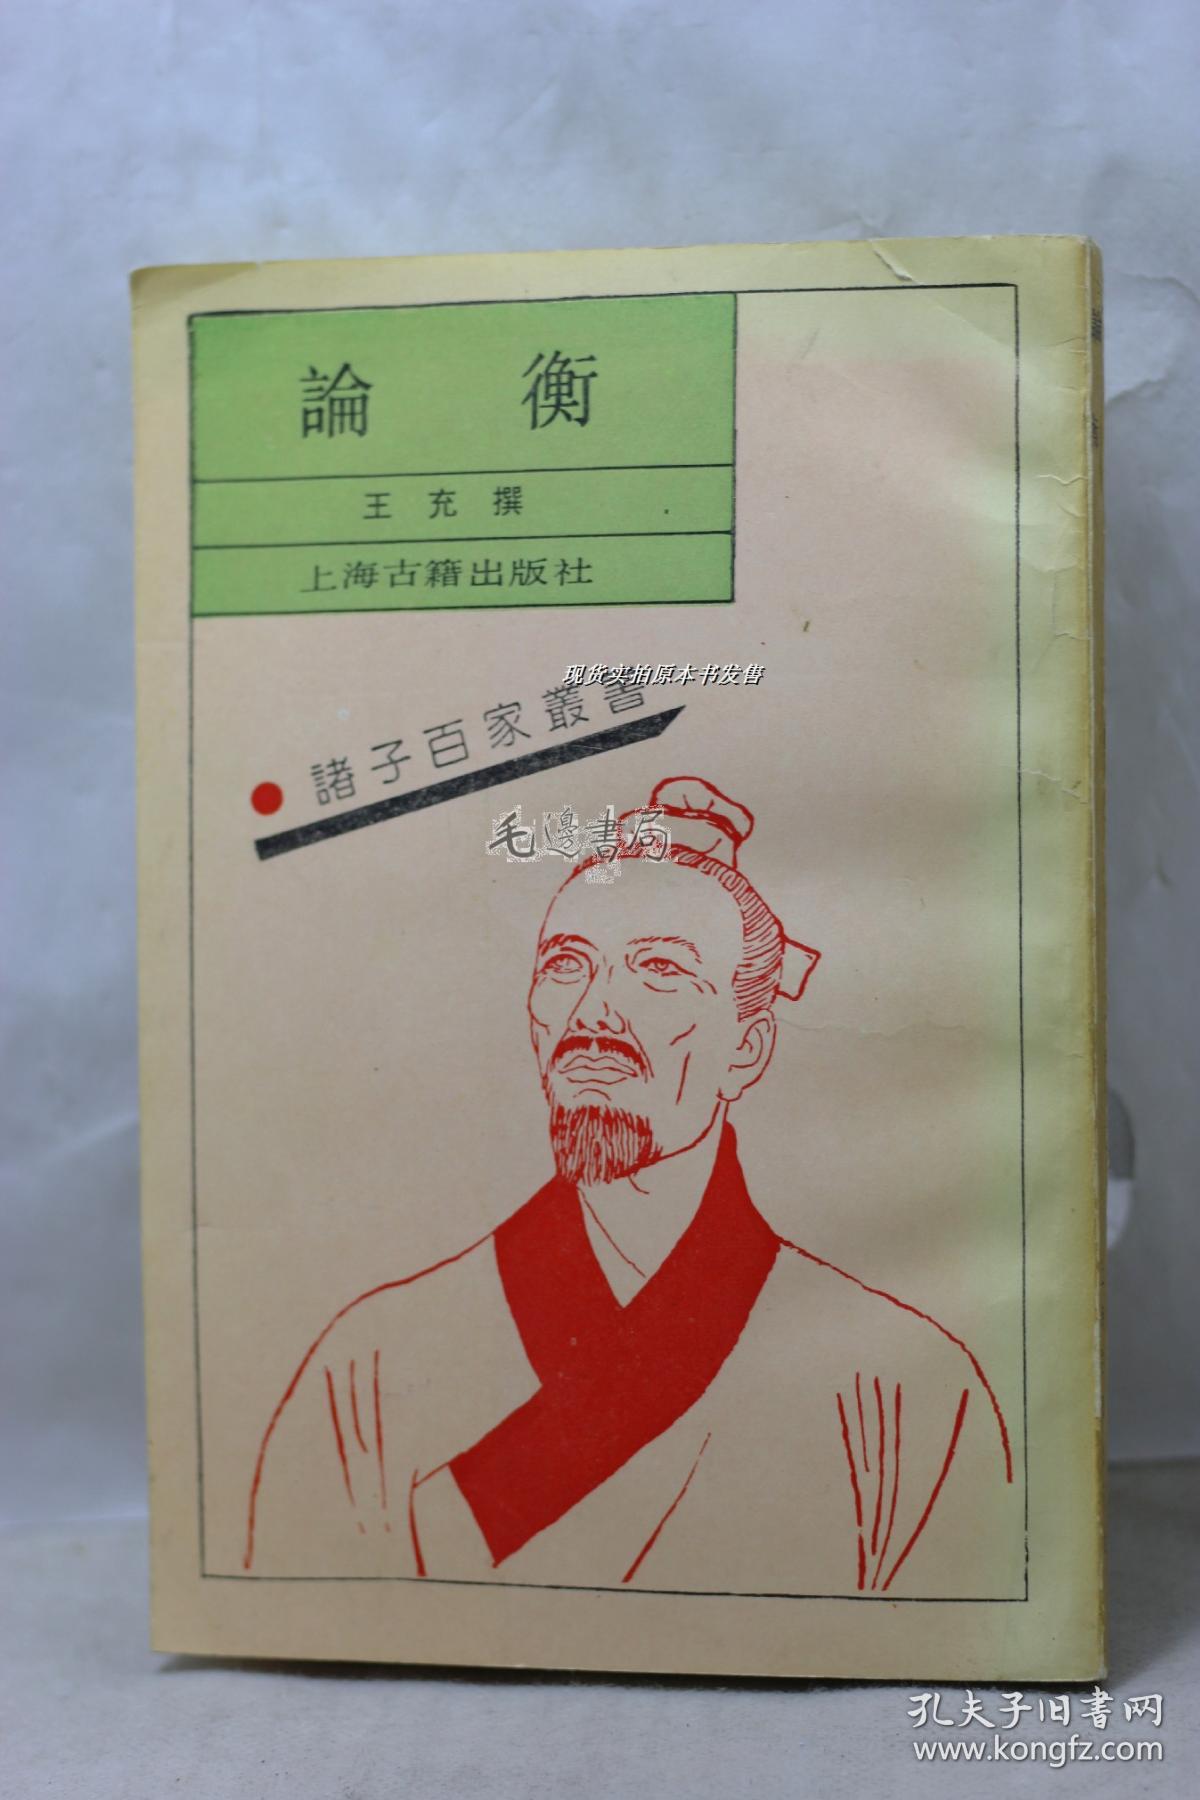 論衡
王充撰
上海古籍出版社
现货实拍原本书发售
諸子百家叢書
毛邊書局
孔夫子旧書网
www.kongfz.com